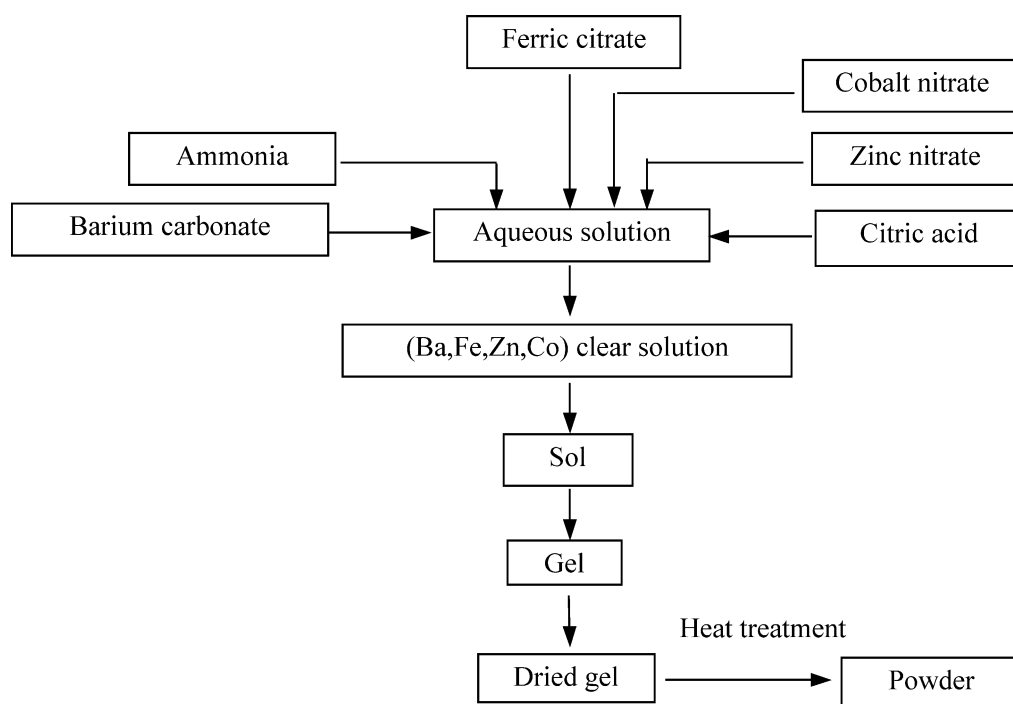 Ferric citrate
Cobalt nitrate
Ammonia
Zinc nitrate
Barium carbonate
Aqueous solution
Citric acid
(Ba,Fe,Zn,Co) clear solution
Sol
Gel
Heat treatment
Dried gel
Powder